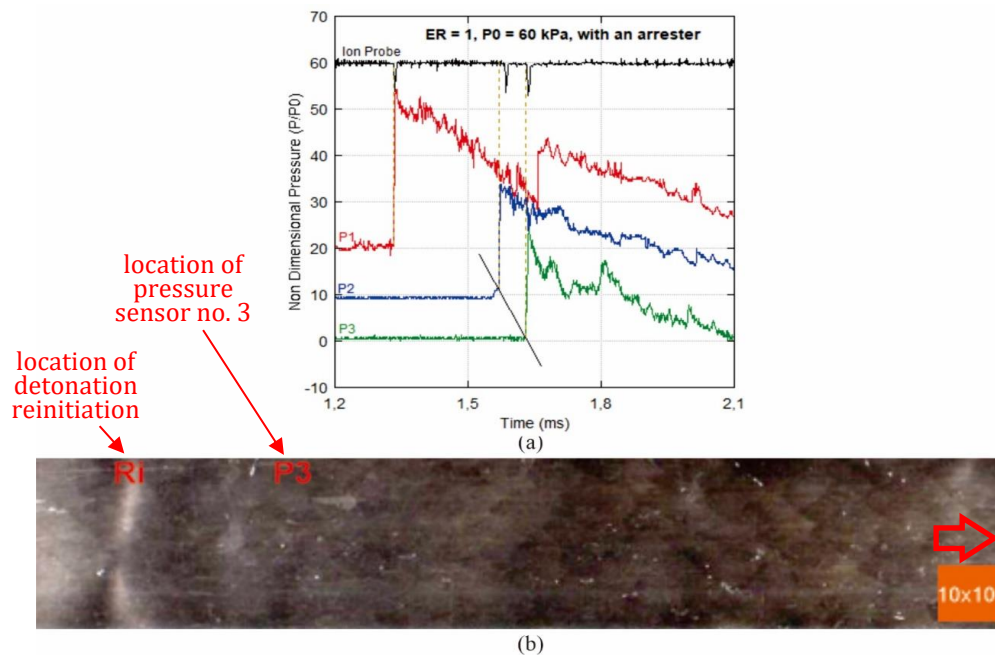 70
60
50
40
30
20
10
0
-10
Non Dimensional Pressure (P/P0)
ER = 1, P0 = 60 kPa, with an arrester
Ion Probe
P1
P2
P3
1,2
1,5
1,8
2,1
Time (ms)
(a)
location of
pressure
sensor no. 3
location of
detonation
reinitiation
Ri
P3
10x10
(b)